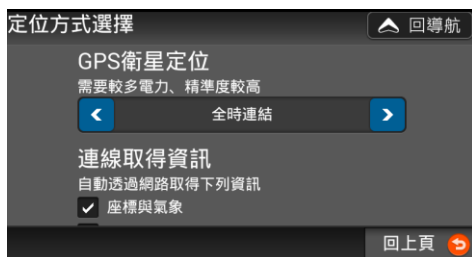 定位方式選擇
回導航
GPS衛星定位
需要較多電力、精準度較高
全時連結
連線取得資訊
自動透過網路取得下列資訊
座標與氣象
回上頁